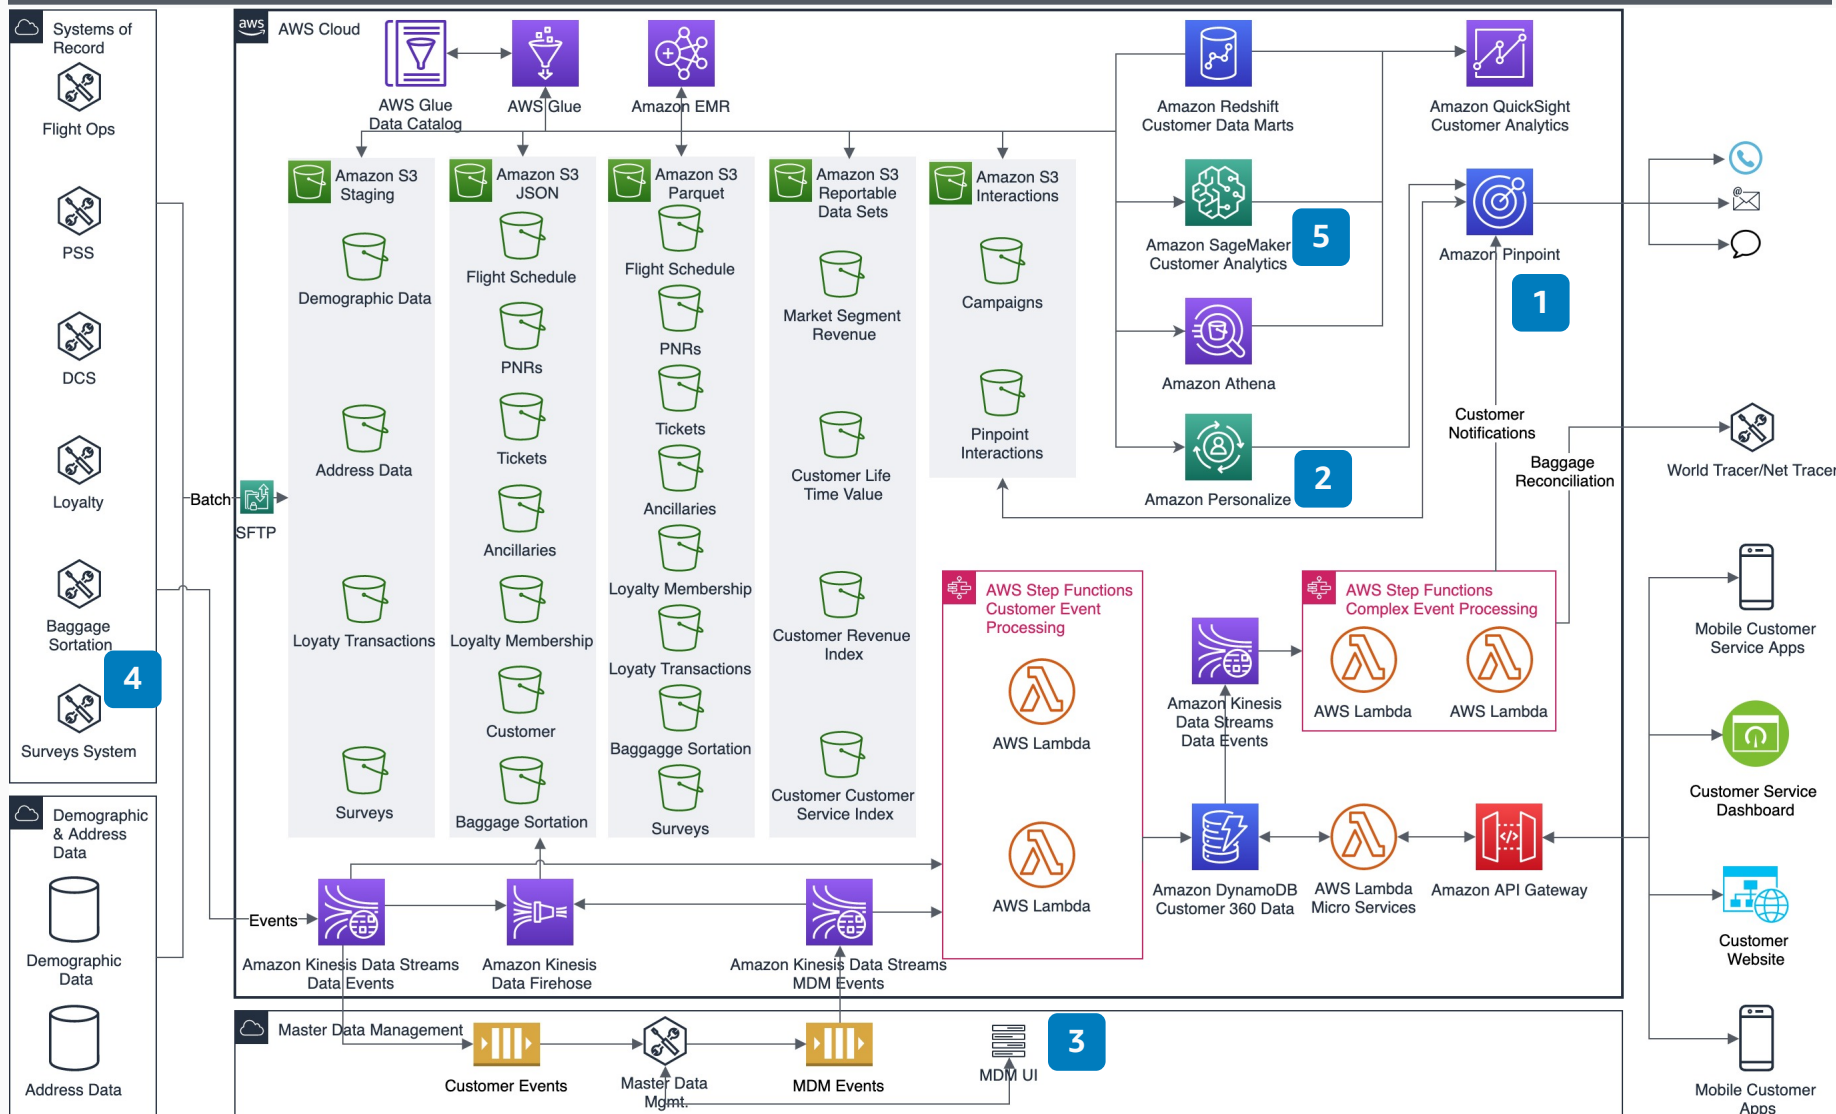 Systems of
Record
Flight Ops
PSS
DCS
Loyalty
Baggage
Sortation
4
Surveys System
Demographic
& Address
Data
Demographic
Data
Address Data
Batch
SFTP
Events
aws
AWS Cloud
AWS Glue
Data Catalog
AWS Glue
Amazon EMR
Amazon S3
Staging
Demographic Data
Address Data
Loyaty Transactions
Surveys
Amazon S3
JSON
Flight Schedule
PNRs
Tickets
Ancillaries
Loyalty Membership
Customer
Baggage Sortation
Amazon S3
Parquet
Flight Schedule
PNRs
Tickets
Ancillaries
Loyalty Membership
Loyaty Transactions
Baggagge Sortation
Surveys
Amazon S3
Reportable
Data Sets
Market Segment
Revenue
Customer Life
Time Value
Customer Revenue
Index
Customer Customer
Service Index
Amazon S3
Interactions
Campaigns
Pinpoint
Interactions
Amazon Redshift
Customer Data Marts
Amazon SageMaker
Customer Analytics
5
Amazon Athena
Amazon Personalize
2
Amazon QuickSight
Customer Analytics
Amazon Pinpoint
1
Customer
Notifications
Baggage
Reconciliation
@
World Tracer/Net Tracer
Mobile Customer
Service Apps
Customer Service
Dashboard
Customer
Website
Mobile Customer
Apps
AWS Step Functions
Customer Event
Processing
AWS Lambda
AWS Lambda
Amazon Kinesis
Data Streams
Data Events
AWS Step Functions
Complex Event Processing
AWS Lambda
AWS Lambda
Amazon DynamoDB
Customer 360 Data
AWS Lambda
Micro Services
</>
Amazon API Gateway
Amazon Kinesis Data Streams
Data Events
Amazon Kinesis
Data Firehose
Amazon Kinesis Data Streams
MDM Events
Master Data Management
Customer Events
Master Data
Mgmt.
MDM Events
MDM UI
3